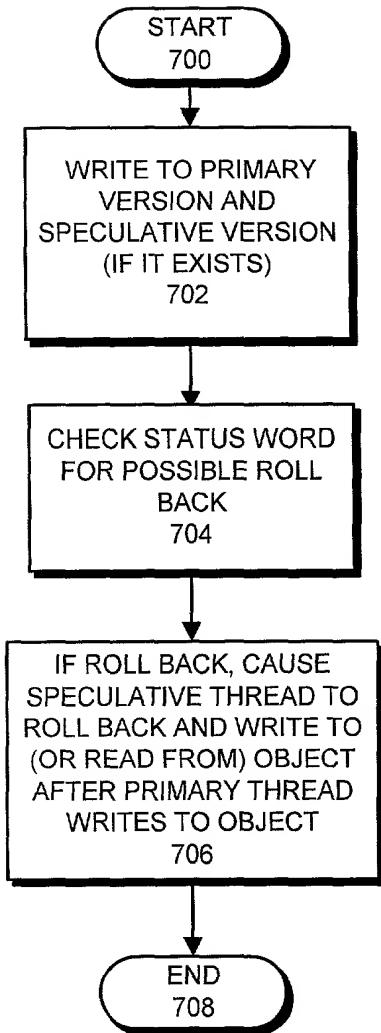 START
700
WRITE TO PRIMARY
VERSION AND
SPECULATIVE VERSION
(IF IT EXISTS)
702
CHECK STATUS WORD
FOR POSSIBLE ROLL
BACK
704
IF ROLL BACK, CAUSE
SPECULATIVE THREAD TO
ROLL BACK AND WRITE TO
(OR READ FROM) OBJECT
AFTER PRIMARY THREAD
WRITES TO OBJECT
706
END
708